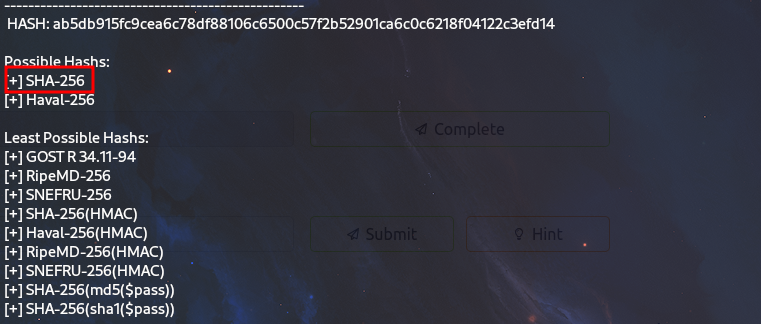 --------------------------------------------------
HASH: ab5db915fc9cea6c78df88106c6500c57f2b52901ca6c0c6218f04122c3efd14
Possible Hashs:
[+] SHA-256
[+] Haval-256
Complete
Least Possible Hashs:
[+] GOST R 34.11-94
[+] RipeMD-256
[+] SNEFRU-256
[+] SHA-256(HMAC)
[+] Haval-256(HMAC)
Submit
Hint
[+] RipeMD-256(HMAC)
[+] SNEFRU-256(HMAC)
[+] SHA-256(md5($pass))
[+] SHA-256(sha1($pass))